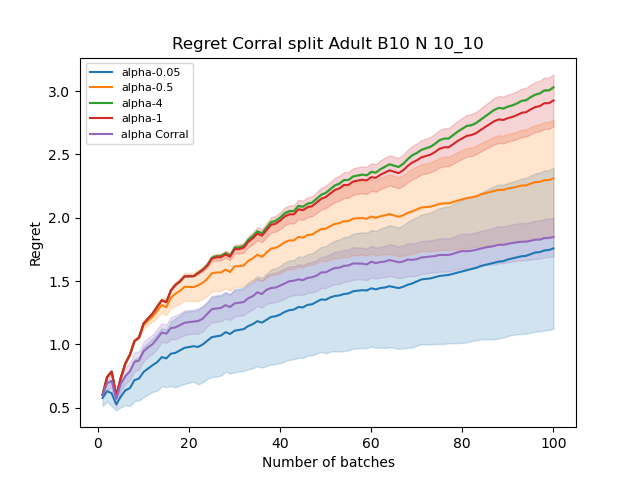 Regret Corral split Adult B10 N 10_10
alpha-0.05
alpha-0.5
alpha-4
alpha-1
alpha Corral
Regret
3.0
2.5
2.0
1.5
1.0
0.5
0
20
40
60
80
100
Number of batches